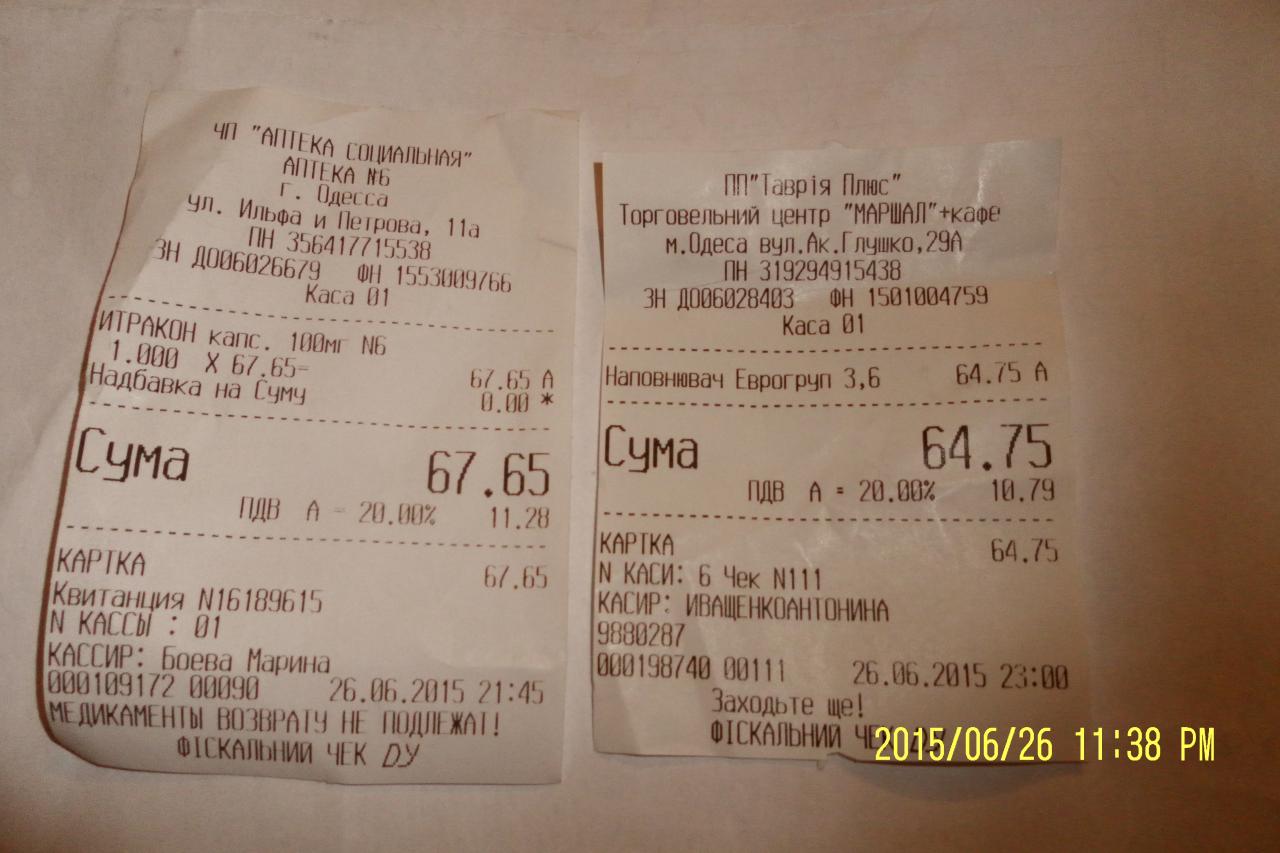 ЧП "АПТЕКА СОЦИАЛЬНАЯ"
АПТЕКА №6
г. Одесса
ул. Ильфа и Петрова, 11а
ПН 356417715538
ЗН ДО06026679 ФН 1553009766
Каса 01
ИТРАКОН капс. 100мг N6
1.000 X 67.65=
67.65 А
Надбавка на Суму 0.00 *
Сума 67.65
ПДВ А = 20.00% 11.28
КАРТКА 67.65
Квитанция N16189615
N КАССЫ : 01
КАССИР: Боева Марина
000109172 00090 26.06.2015 21:45
МЕДИКАМЕНТЫ ВОЗВРАТУ НЕ ПОДЛЕЖАТ!
ФІСКАЛЬНИЙ ЧЕК DУ
ПП"Таврія Плюс"
Торговельний центр "МАРШАЛ"+кафе
м.Одеса вул.Ак.Глушко,29А
ПН 319294915438
ЗН ДО06028403 ФН 1501004759
Каса 01
Наповнювач Еврогруп 3,6 64.75 А
Сума 64.75
ПДВ А = 20.00% 10.79
КАРТКА 64.75
N КАСИ: 6 Чек N111
КАСИР: ИВАЩЕНКОАНТОНИНА
9880287
000198740 00111 26.06.2015 23:00
Заходьте ще!
ФІСКАЛЬНИЙ ЧЕК
2015/06/26 11:38 PM